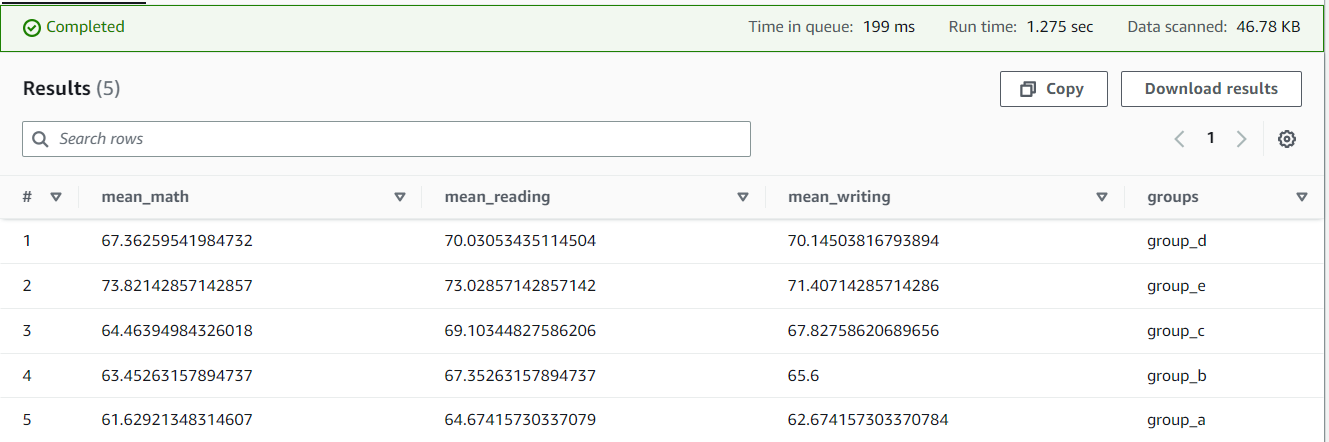 Completed Time in queue: 199 ms Run time: 1.275 sec Data scanned: 46.78 KB
Results (5) Copy Download results
Search rows 1
# mean_math mean_reading mean_writing groups
1 67.36259541984732 70.03053435114504 70.14503816793894 group_d
2 73.82142857142857 73.02857142857142 71.40714285714286 group_e
3 64.46394984326018 69.10344827586206 67.82758620689656 group_c
4 63.45263157894737 67.35263157894737 65.6 group_b
5 61.62921348314607 64.67415730337079 62.674157303370784 group_a